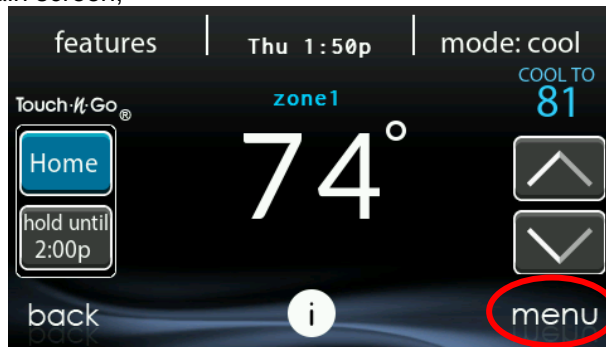 features
Thu 1:50p
mode: cool
COOL TO
81
Touch·N·Go®
zone1
74°
Home
hold until
2:00p
back
i
menu